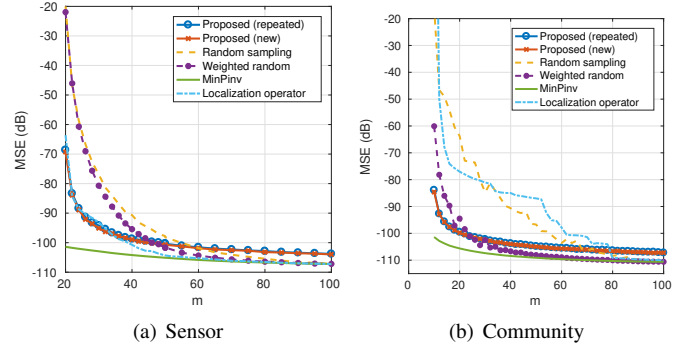 -20
-30
-40
-50
-60
-70
-80
-90
-100
-110
MSE (dB)
20
40
60
80
100
m
Proposed (repeated)
Proposed (new)
Random sampling
Weighted random
MinPinv
Localization operator
(a) Sensor
-20
-30
-40
-50
-60
-70
-80
-90
-100
-110
MSE (dB)
0
20
40
60
80
100
m
Proposed (repeated)
Proposed (new)
Random sampling
Weighted random
MinPinv
Localization operator
(b) Community